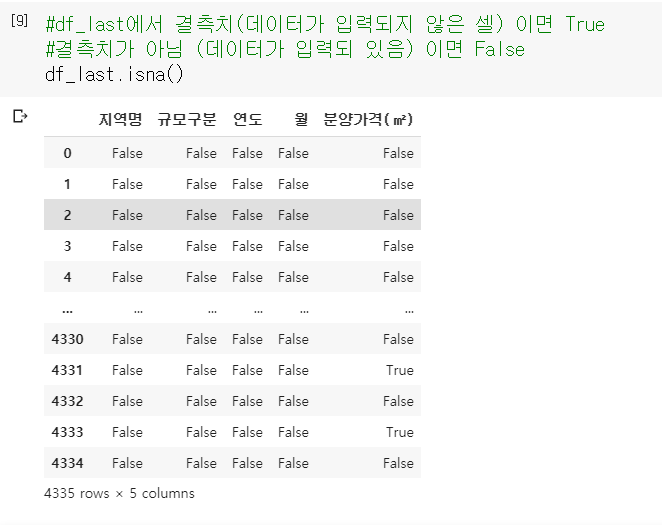 [9] #df_last에서 결측치(데이터가 입력되지 않은 셀) 이면 True
#결측치가 아님 (데이터가 입력되 있음) 이면 False
df_last.isna()
지역명 규모구분 연도 월 분양가격(㎡)
0 False False False False False
1 False False False False False
2 False False False False False
3 False False False False False
4 False False False False False
... ... ... ... ... ...
4330 False False False False False
4331 False False False False True
4332 False False False False False
4333 False False False False True
4334 False False False False False
4335 rows × 5 columns